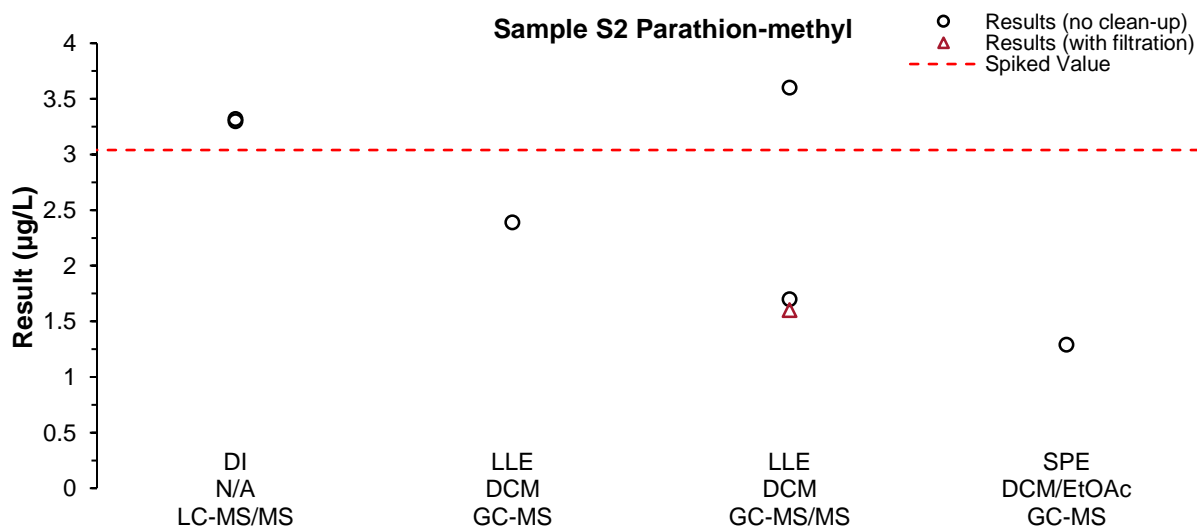 Sample S2 Parathion-methyl
Results (no clean-up)
Results (with filtration)
Spiked Value
Result (µg/L)
4
3.5
3
2.5
2
1.5
1
0.5
0
DI
N/A
LC-MS/MS
LLE
DCM
GC-MS
LLE
DCM
GC-MS/MS
SPE
DCM/EtOAc
GC-MS